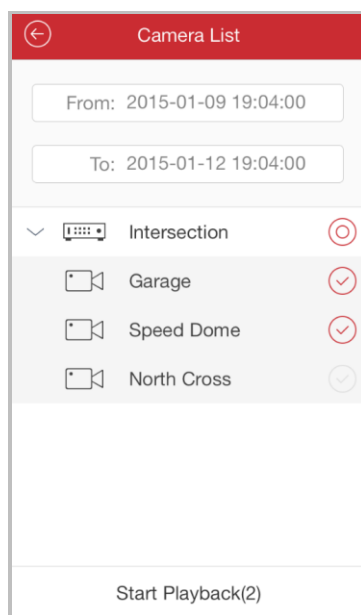 Camera List
From: 2015-01-09 19:04:00
To: 2015-01-12 19:04:00
Intersection
Garage
Speed Dome
North Cross
Start Playback(2)